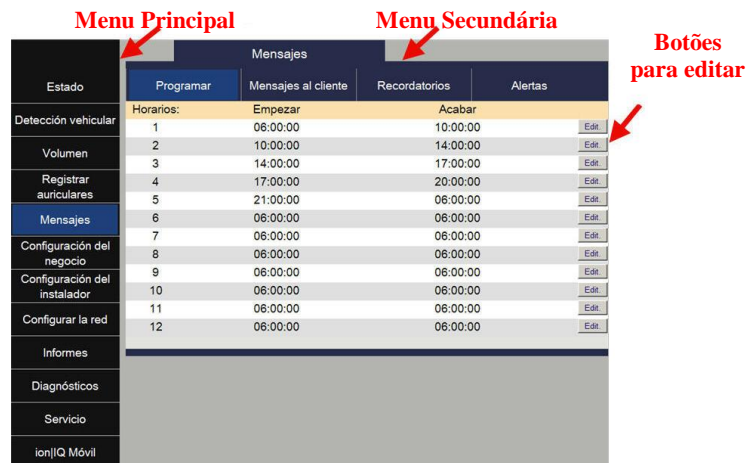 Menu Principal
Menu Secundária
Botões
para editar
Mensajes
Estado
Detección vehicular
Volumen
Registrar
auriculares
Mensajes
Configuración del
negocio
Configuración del
instalador
Configurar la red
Informes
Diagnósticos
Servicio
ion|IQ Móvil
Programar Mensajes al cliente Recordatorios Alertas
Horarios: Empezar Acabar
1 06:00:00 10:00:00 Edit.
2 10:00:00 14:00:00 Edit.
3 14:00:00 17:00:00 Edit.
4 17:00:00 20:00:00 Edit.
5 21:00:00 06:00:00 Edit.
6 06:00:00 06:00:00 Edit.
7 06:00:00 06:00:00 Edit.
8 06:00:00 06:00:00 Edit.
9 06:00:00 06:00:00 Edit.
10 06:00:00 06:00:00 Edit.
11 06:00:00 06:00:00 Edit.
12 06:00:00 06:00:00 Edit.